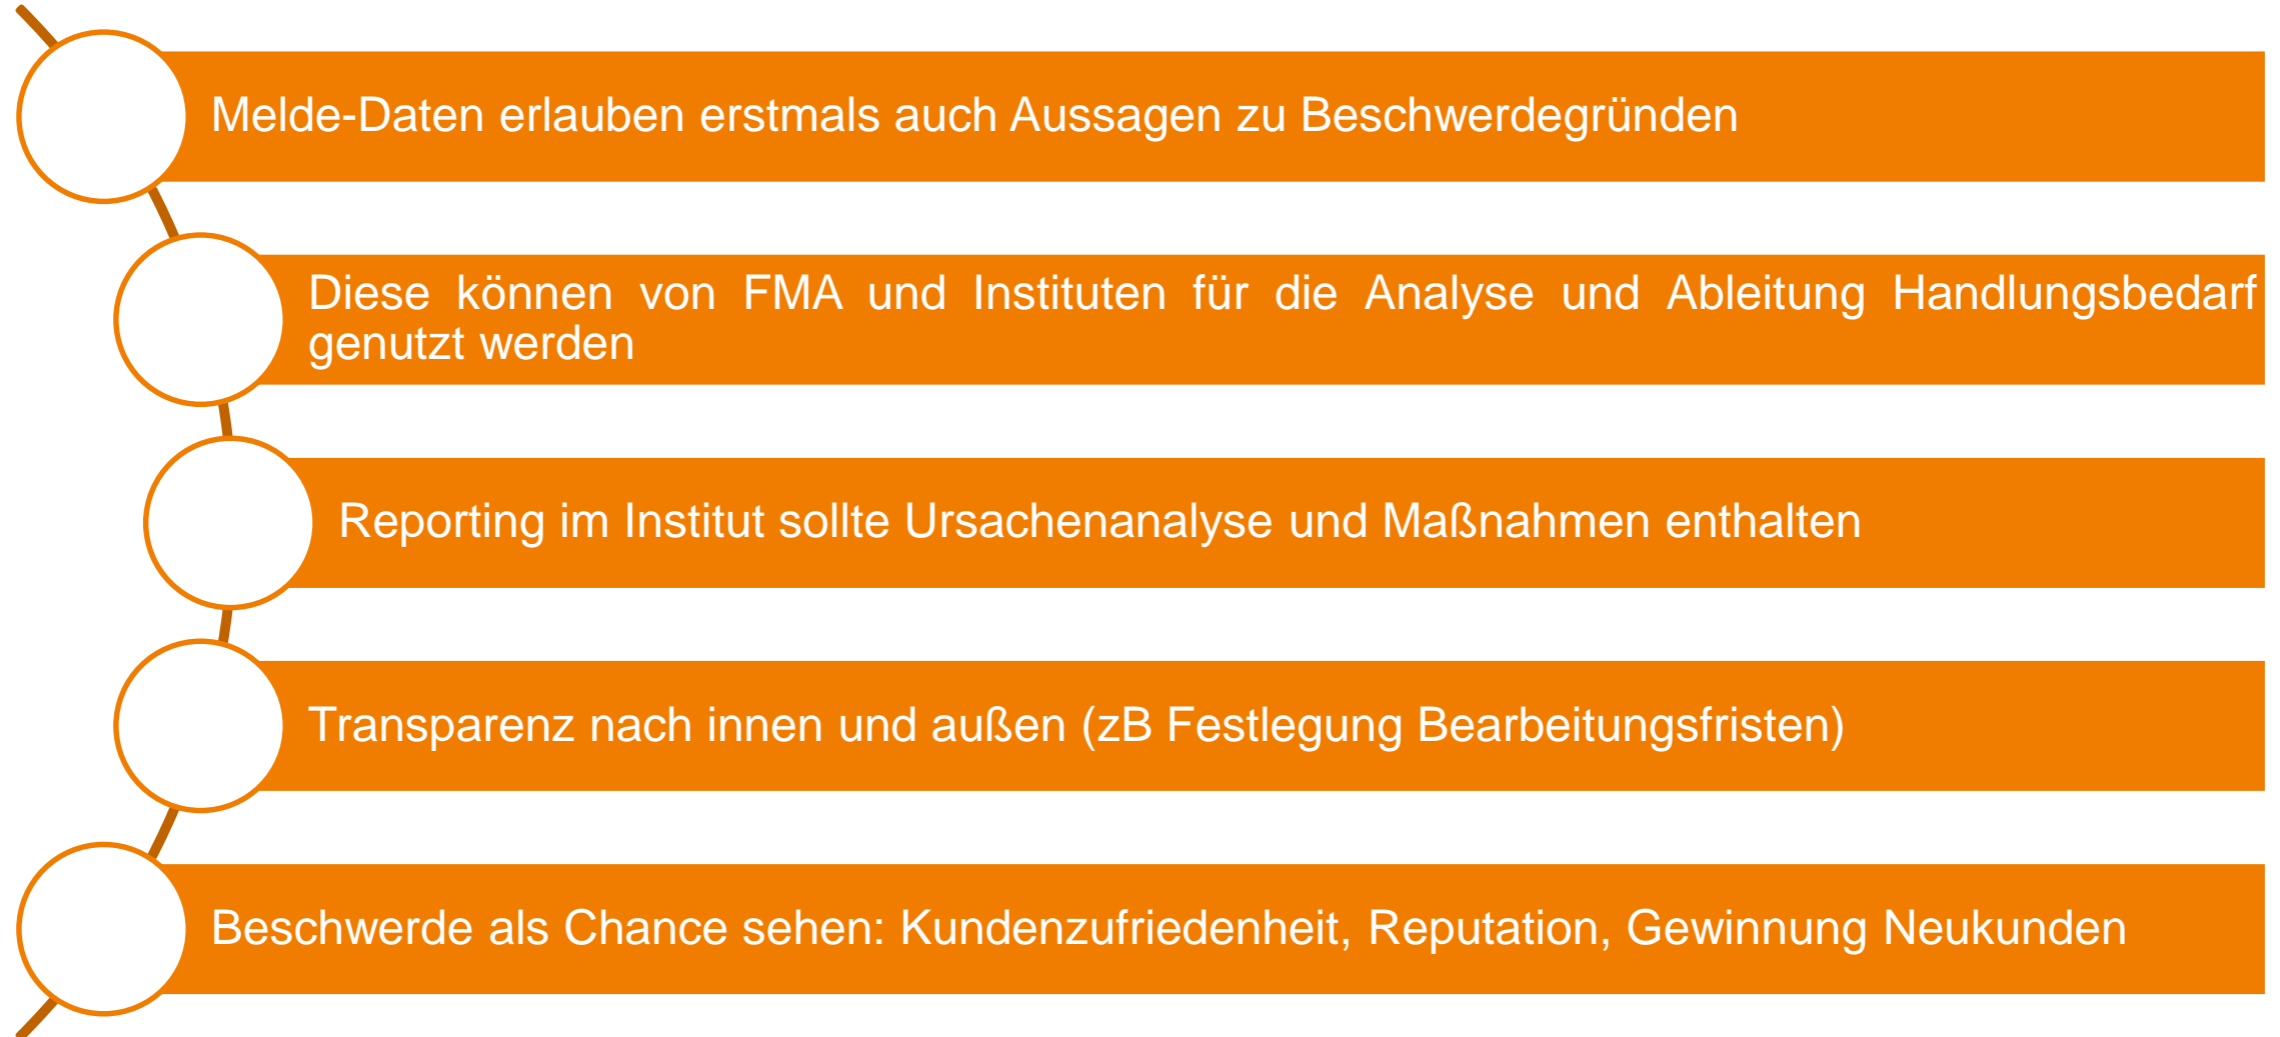 Melde-Daten erlauben erstmals auch Aussagen zu Beschwerdegründen
Diese können von FMA und Instituten für die Analyse und Ableitung Handlungsbedarf
genutzt werden
Reporting im Institut sollte Ursachenanalyse und Maßnahmen enthalten
Transparenz nach innen und außen (zB Festlegung Bearbeitungsfristen)
Beschwerde als Chance sehen: Kundenzufriedenheit, Reputation, Gewinnung Neukunden